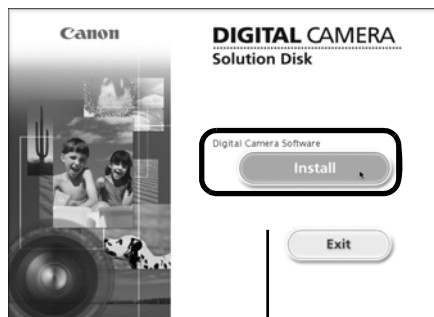 Canon
DIGITAL CAMERA
Solution Disk
Digital Camera Software
Install
Exit